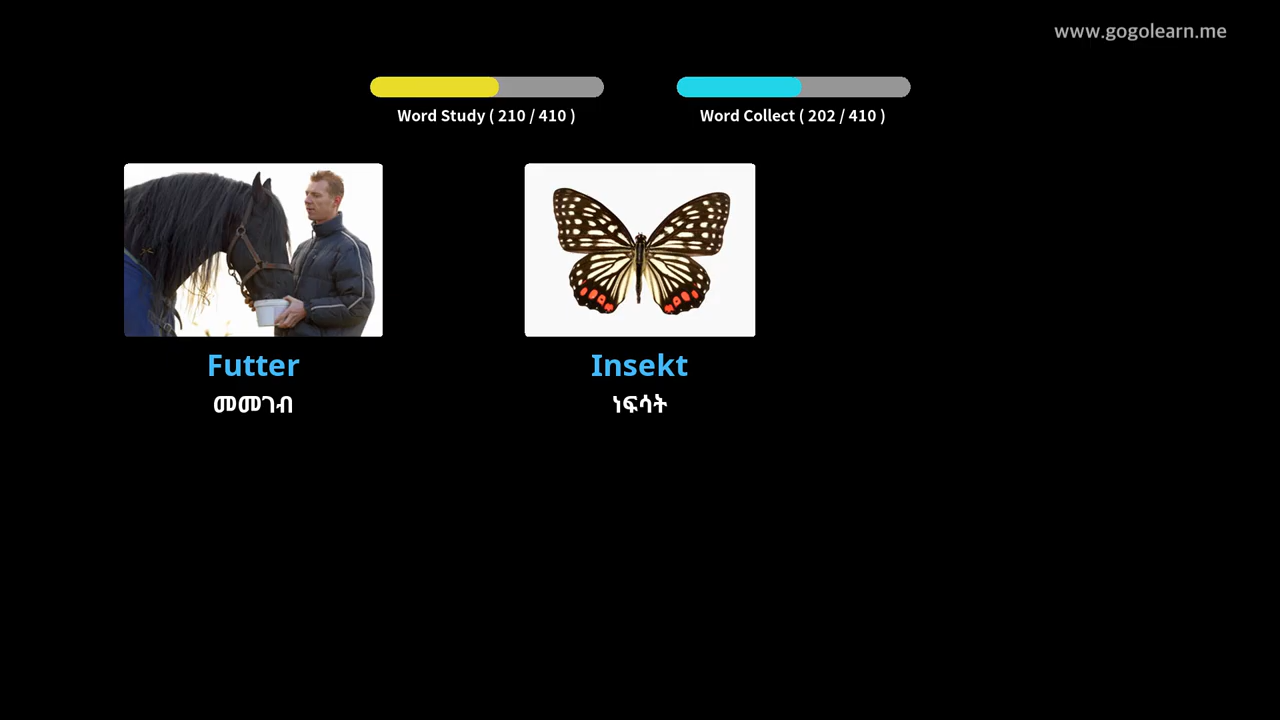 www.gogolearn.me
Word Study ( 210 / 410 )
Word Collect ( 202 / 410 )
Futter
መመገብ
Insekt
ነፍሳት